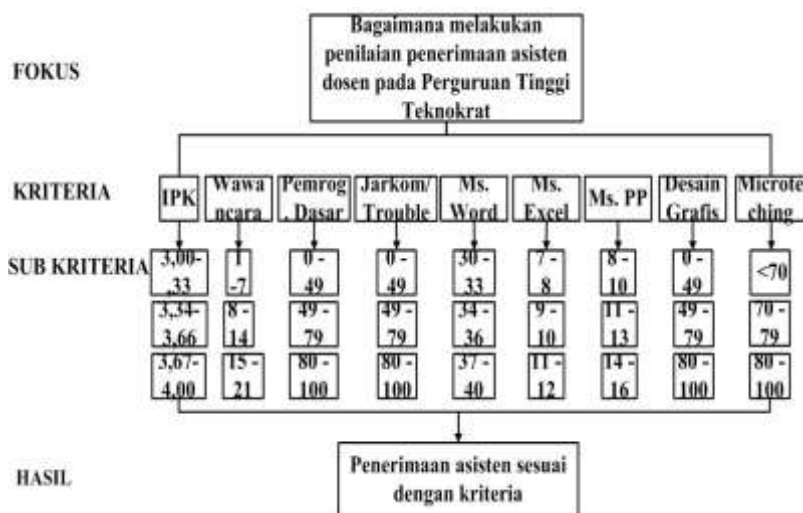 Bagaimana melakukan
penilaian penerimaan asisten
dosen pada Perguruan Tinggi
Teknokrat
FOKUS
KRITERIA
IPK
Wawa
ncara
Pemrog
. Dasar
Jarkom/
Trouble
Ms.
Word
Ms.
Excel
Ms. PP
Desain
Grafis
Microte
ching
SUB KRITERIA
3,00-
,33
1
-7
0 -
49
0 -
49
30 -
33
7 -
8
8 -
10
0 -
49
<70
3,34-
3,66
8 -
14
49 -
79
49 -
79
34 -
36
9 -
10
11 -
13
49 -
79
70 -
79
3,67-
4,00
15 -
21
80 -
100
80 -
100
37 -
40
11 -
12
14 -
16
80 -
100
80 -
100
HASIL
Penerimaan asisten sesuai
dengan kriteria